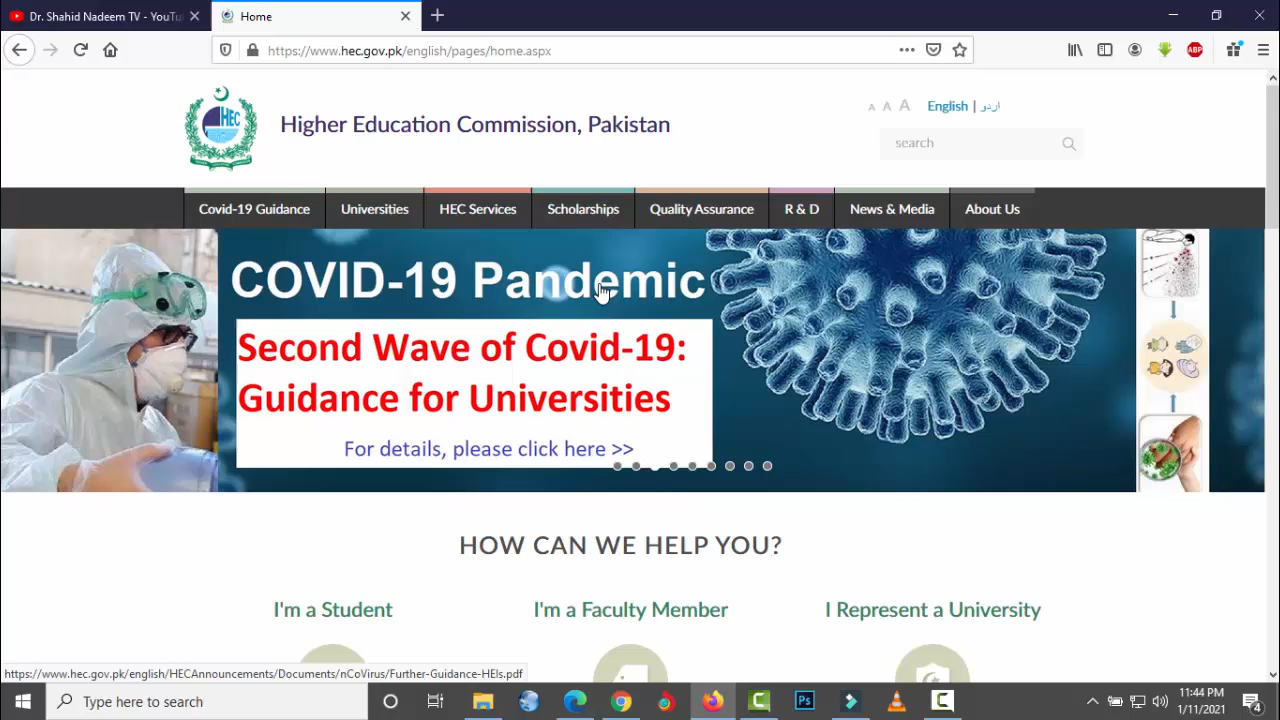 Dr. Shahid Nadeem TV - YouTu
Home
https://www.hec.gov.pk/english/pages/home.aspx
ABP
HEC
Higher Education Commission, Pakistan
A A A
English | اردو
search
Covid-19 Guidance
Universities
HEC Services
Scholarships
Quality Assurance
R & D
News & Media
About Us
COVID-19 Pandemic
Second Wave of Covid-19:
Guidance for Universities
For details, please click here >>
HOW CAN WE HELP YOU?
I'm a Student
I'm a Faculty Member
I Represent a University
https://www.hec.gov.pk/english/HECAnnouncements/Documents/nCoVirus/Further-Guidance-HEIs.pdf
Type here to search
Ps
11:44 PM
1/11/2021
4